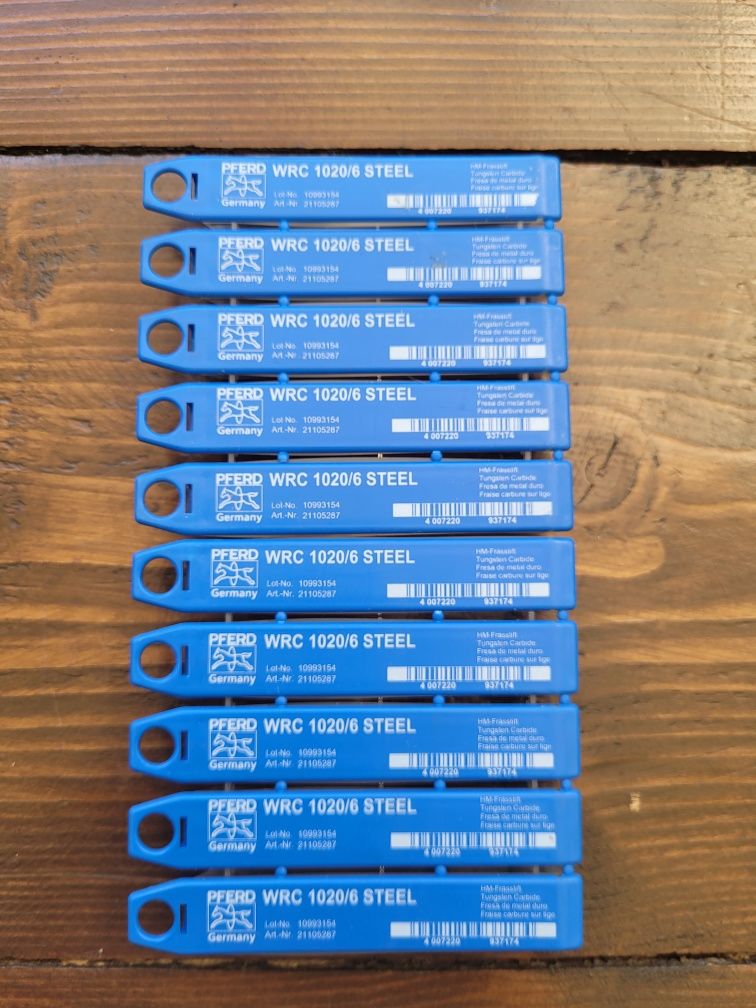 PFERD WRC 1020/6 STEEL
HM-Frässtift
Tungsten Carbide
Fresa de metal duro
Fraise carbure sur tige
Lot-No. 10993154
Germany Art.-Nr. 21105287
4 007220 937174
PFERD WRC 1020/6 STEEL
HM-Frässtift
Tungsten Carbide
Fresa de metal duro
Fraise carbure sur tige
Lot-No. 10993154
Germany Art.-Nr. 21105287
4 007220 937174
PFERD WRC 1020/6 STEEL
HM-Frässtift
Tungsten Carbide
Fresa de metal duro
Fraise carbure sur tige
Lot-No. 10993154
Germany Art.-Nr. 21105287
4 007220 937174
PFERD WRC 1020/6 STEEL
HM-Frässtift
Tungsten Carbide
Fresa de metal duro
Fraise carbure sur tige
Lot-No. 10993154
Germany Art.-Nr. 21105287
4 007220 937174
PFERD WRC 1020/6 STEEL
HM-Frässtift
Tungsten Carbide
Fresa de metal duro
Fraise carbure sur tige
Lot-No. 10993154
Germany Art.-Nr. 21105287
4 007220 937174
PFERD WRC 1020/6 STEEL
HM-Frässtift
Tungsten Carbide
Fresa de metal duro
Fraise carbure sur tige
Lot-No. 10993154
Germany Art.-Nr. 21105287
4 007220 937174
PFERD WRC 1020/6 STEEL
HM-Frässtift
Tungsten Carbide
Fresa de metal duro
Fraise carbure sur tige
Lot-No. 10993154
Germany Art.-Nr. 21105287
4 007220 937174
PFERD WRC 1020/6 STEEL
HM-Frässtift
Tungsten Carbide
Fresa de metal duro
Fraise carbure sur tige
Lot-No. 10993154
Germany Art.-Nr. 21105287
4 007220 937174
PFERD WRC 1020/6 STEEL
HM-Frässtift
Tungsten Carbide
Fresa de metal duro
Fraise carbure sur tige
Lot-No. 10993154
Germany Art.-Nr. 21105287
4 007220 937174
PFERD WRC 1020/6 STEEL
HM-Frässtift
Tungsten Carbide
Fresa de metal duro
Fraise carbure sur tige
Lot-No. 10993154
Germany Art.-Nr. 21105287
4 007220 937174